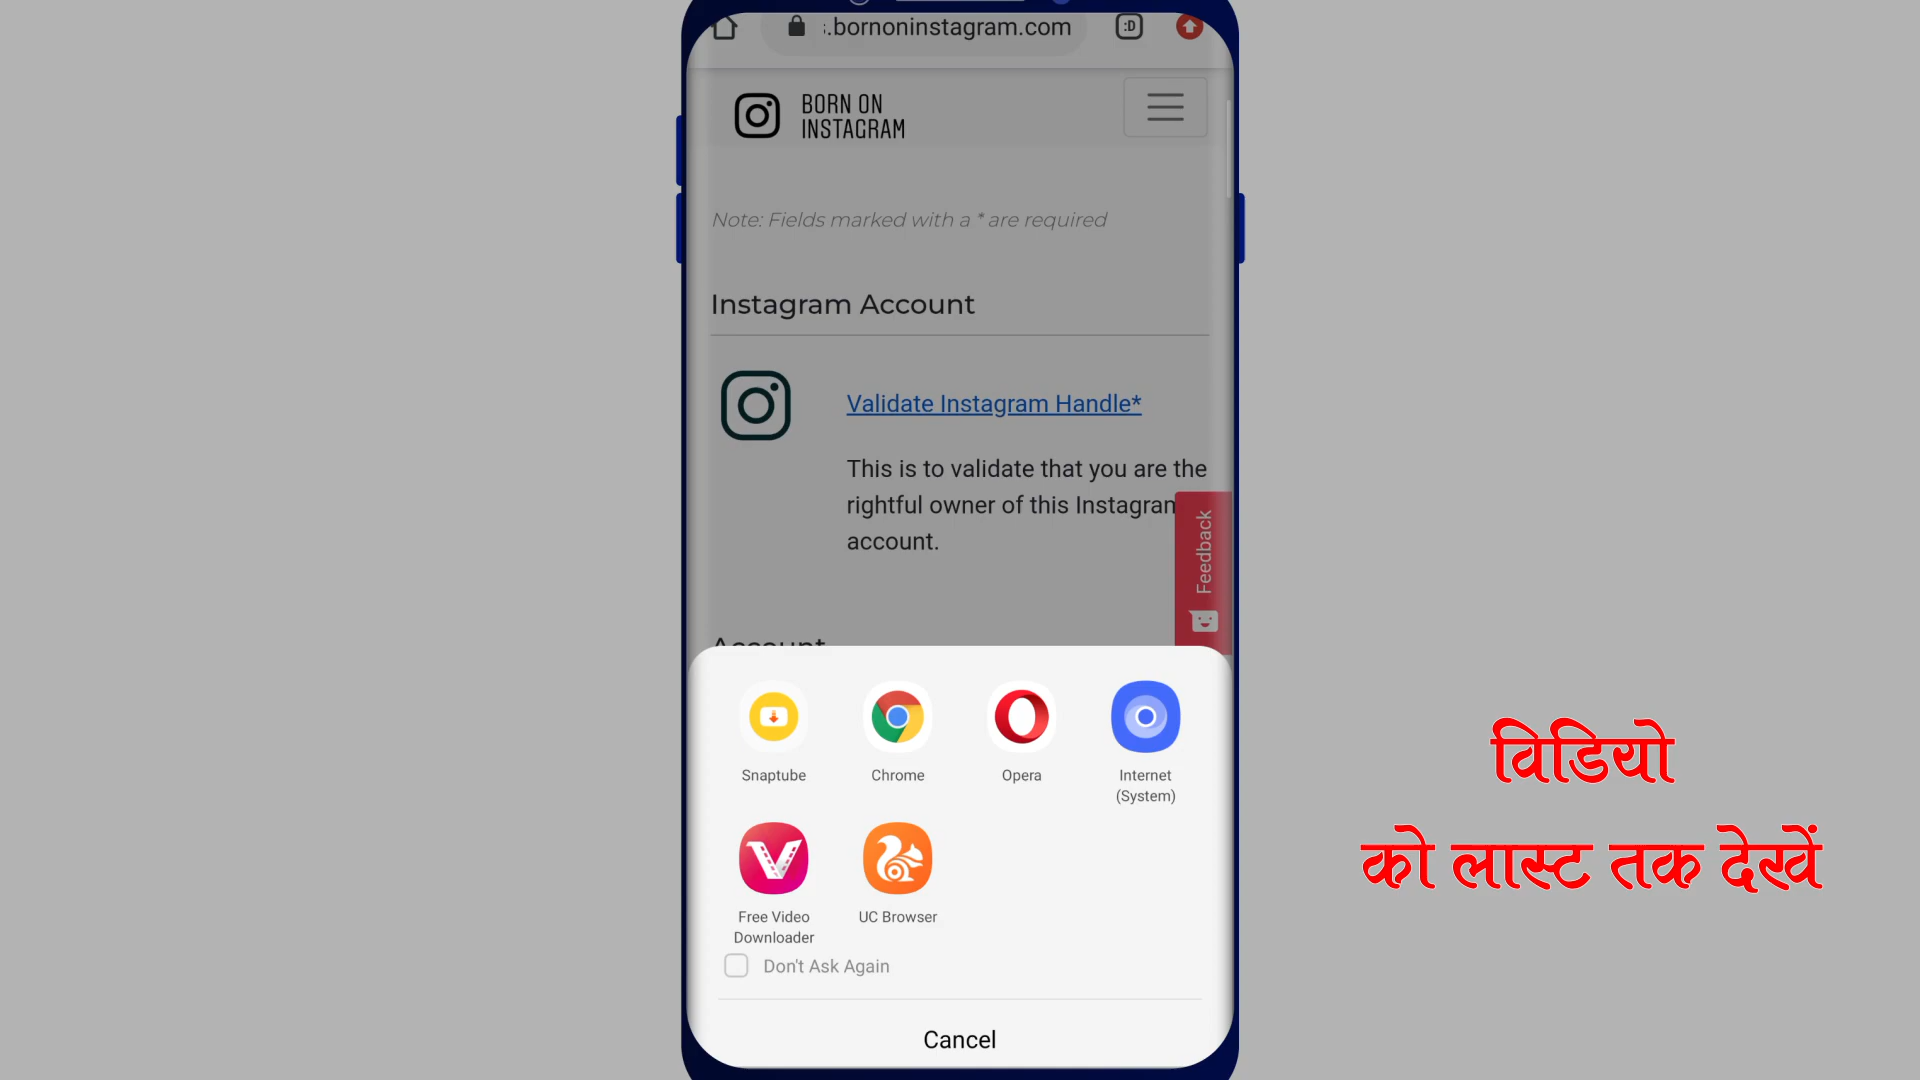 :.bornoninstagram.com
:D
BORN ON
INSTAGRAM
Note: Fields marked with a * are required
Instagram Account
Validate Instagram Handle*
This is to validate that you are the
rightful owner of this Instagram
account.
Feedback
Account
Snaptube
Chrome
Opera
Internet
(System)
Free Video
Downloader
UC Browser
Don't Ask Again
Cancel
विडियो
को लास्ट तक देखें